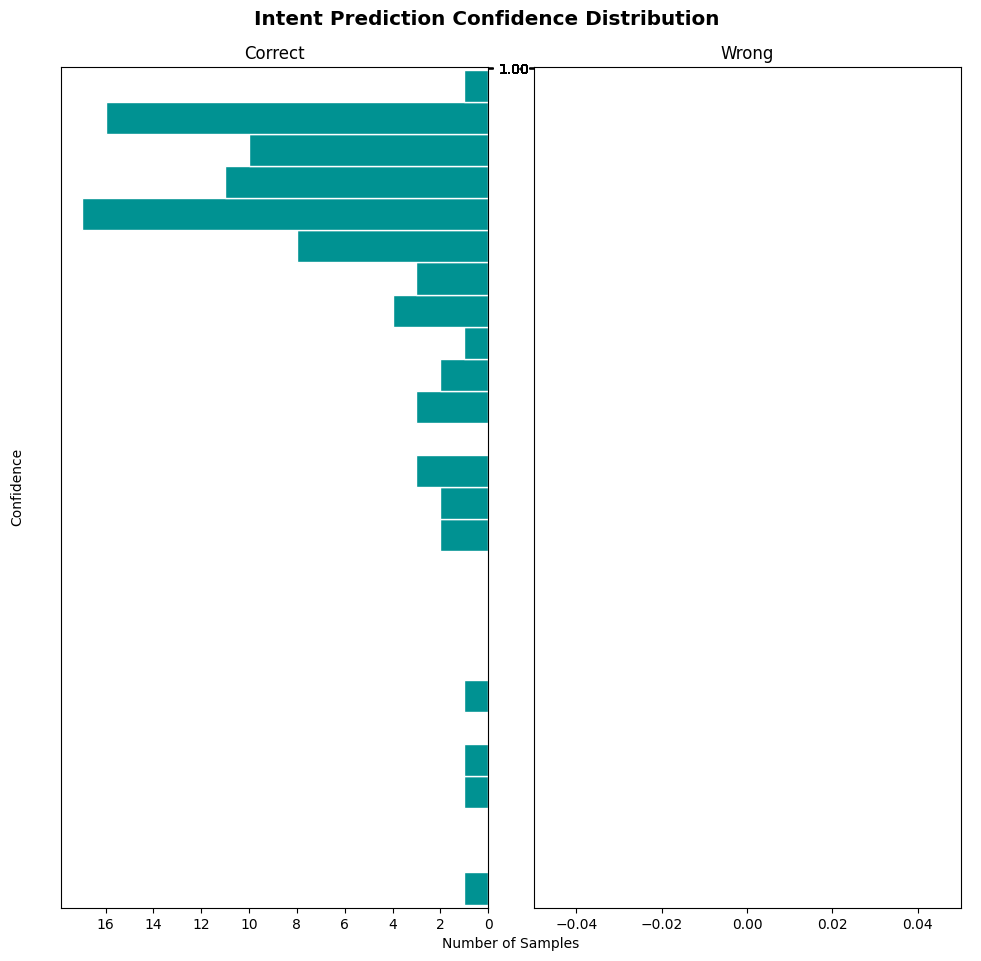 Intent Prediction Confidence Distribution
Correct
Wrong
1.00
Confidence
16 14 12 10 8 6 4 2 0
−0.04 −0.02 0.00 0.02 0.04
Number of Samples